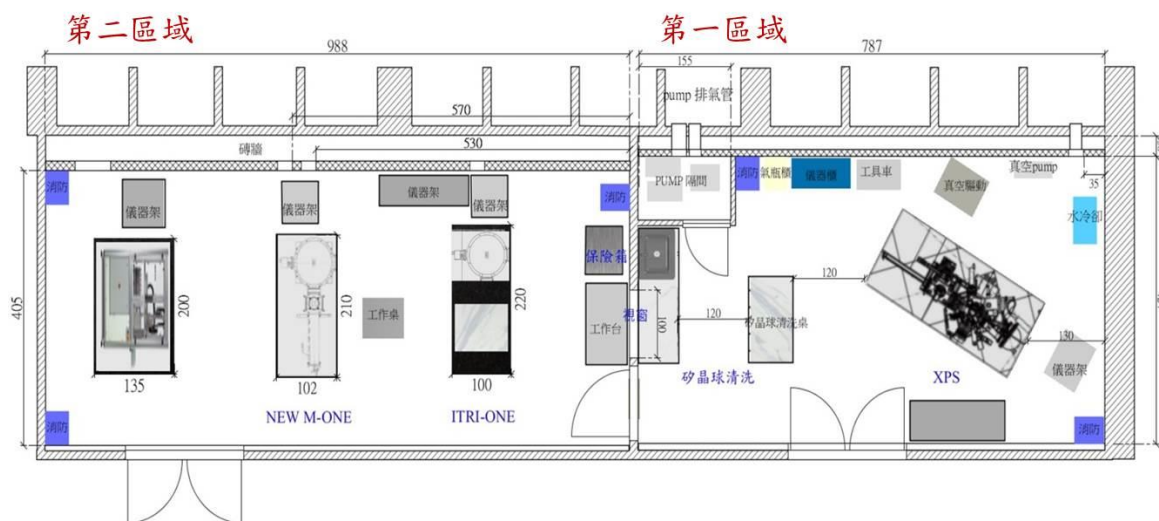 第二區域
第一區域
988
787
155
pump 排氣管
570
530
磚牆
消防
儀器架
儀器架
儀器架
儀器架
消防
PUMP 隔間
消防
氣瓶櫃
儀器櫃
工具車
真空驅動
真空pump
35
水冷卻
保險箱
405
200
210
220
工作桌
工作台
視窗
100
120
120
矽晶球清洗桌
130
儀器架
135
102
100
矽晶球清洗
XPS
NEW M-ONE
ITRI-ONE
消防
消防